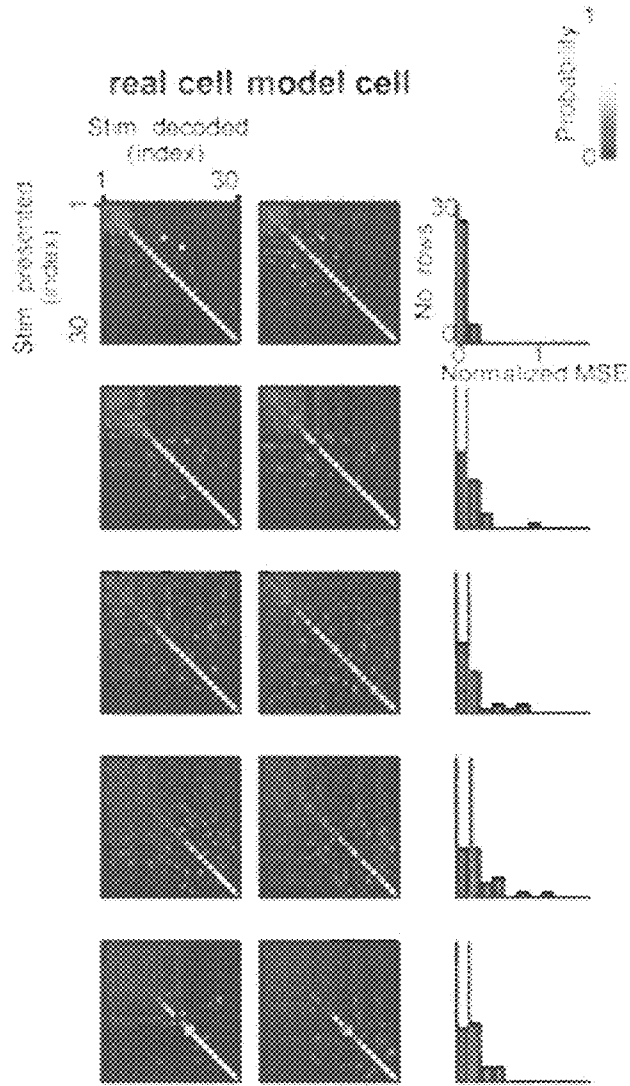 Probability
1
0
real cell model cell
Stim decoded
(index)
1 30
Stim presented
(index)
1
30
No rows
30
0
0 1
Normalized MSE